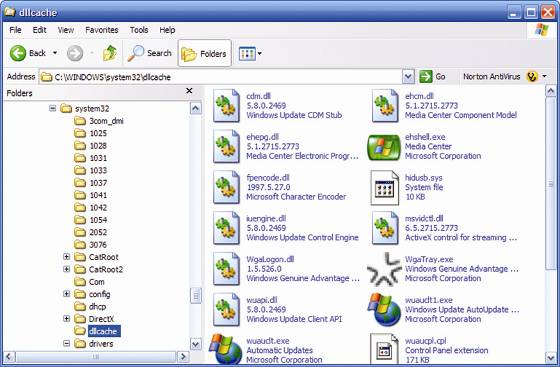 dllcache
File Edit View Favorites Tools Help
Back Search Folders
Address C:\WINDOWS\system32\dllcache Go Norton AntiVirus
Folders
system32
3com_dmi
1025
1028
1031
1033
1037
1041
1042
1054
2052
3076
CatRoot
CatRoot2
Com
config
dhcp
DirectX
dllcache
drivers
cdm.dll
5.8.0.2469
Windows Update CDM Stub
ehcm.dll
5.1.2715.2773
Media Center Component Model
ehepg.dll
5.1.2715.2773
Media Center Electronic Progr...
ehshell.exe
Media Center
Microsoft Corporation
fpencode.dll
1997.5.27.0
Microsoft Character Encoder
hidusb.sys
System file
10 KB
iuengine.dll
5.8.0.2469
Windows Update Control Engine
msvidctl.dll
6.5.2715.2773
ActiveX control for streaming ...
WgaLogon.dll
1.5.526.0
Windows Genuine Advantage ...
WgaTray.exe
Windows Genuine Advantage ...
Microsoft Corporation
wuapi.dll
5.8.0.2469
Windows Update Client API
wuauclt1.exe
Windows Update AutoUpdate ...
Microsoft Corporation
wuauclt.exe
Automatic Updates
Microsoft Corporation
wuaucpl.cpl
Control Panel extension
171 KB